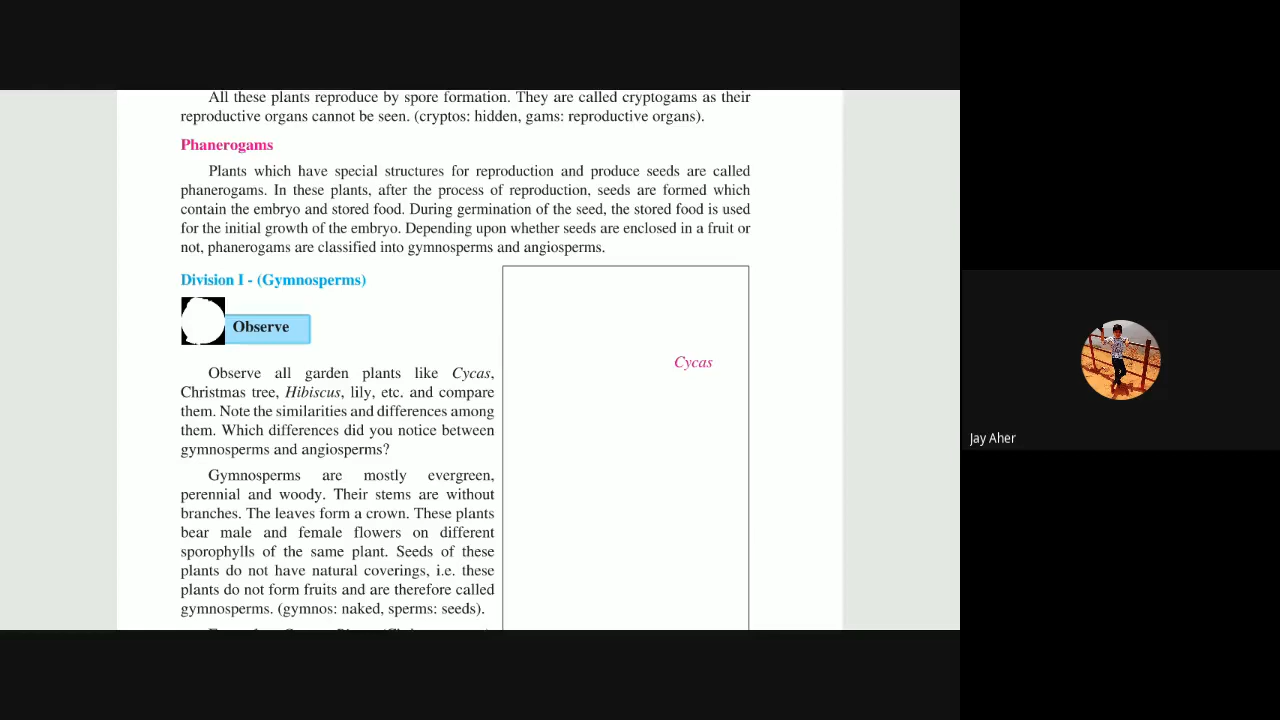 All these plants reproduce by spore formation. They are called cryptogams as their
reproductive organs cannot be seen. (cryptos: hidden, gams: reproductive organs).
Phanerogams
Plants which have special structures for reproduction and produce seeds are called
phanerogams. In these plants, after the process of reproduction, seeds are formed which
contain the embryo and stored food. During germination of the seed, the stored food is used
for the initial growth of the embryo. Depending upon whether seeds are enclosed in a fruit or
not, phanerogams are classified into gymnosperms and angiosperms.
Division I - (Gymnosperms)
Observe
Observe all garden plants like Cycas,
Christmas tree, Hibiscus, lily, etc. and compare
them. Note the similarities and differences among
them. Which differences did you notice between
gymnosperms and angiosperms?
Gymnosperms are mostly evergreen,
perennial and woody. Their stems are without
branches. The leaves form a crown. These plants
bear male and female flowers on different
sporophylls of the same plant. Seeds of these
plants do not have natural coverings, i.e. these
plants do not form fruits and are therefore called
gymnosperms. (gymnos: naked, sperms: seeds).
Cycas
Jay Aher